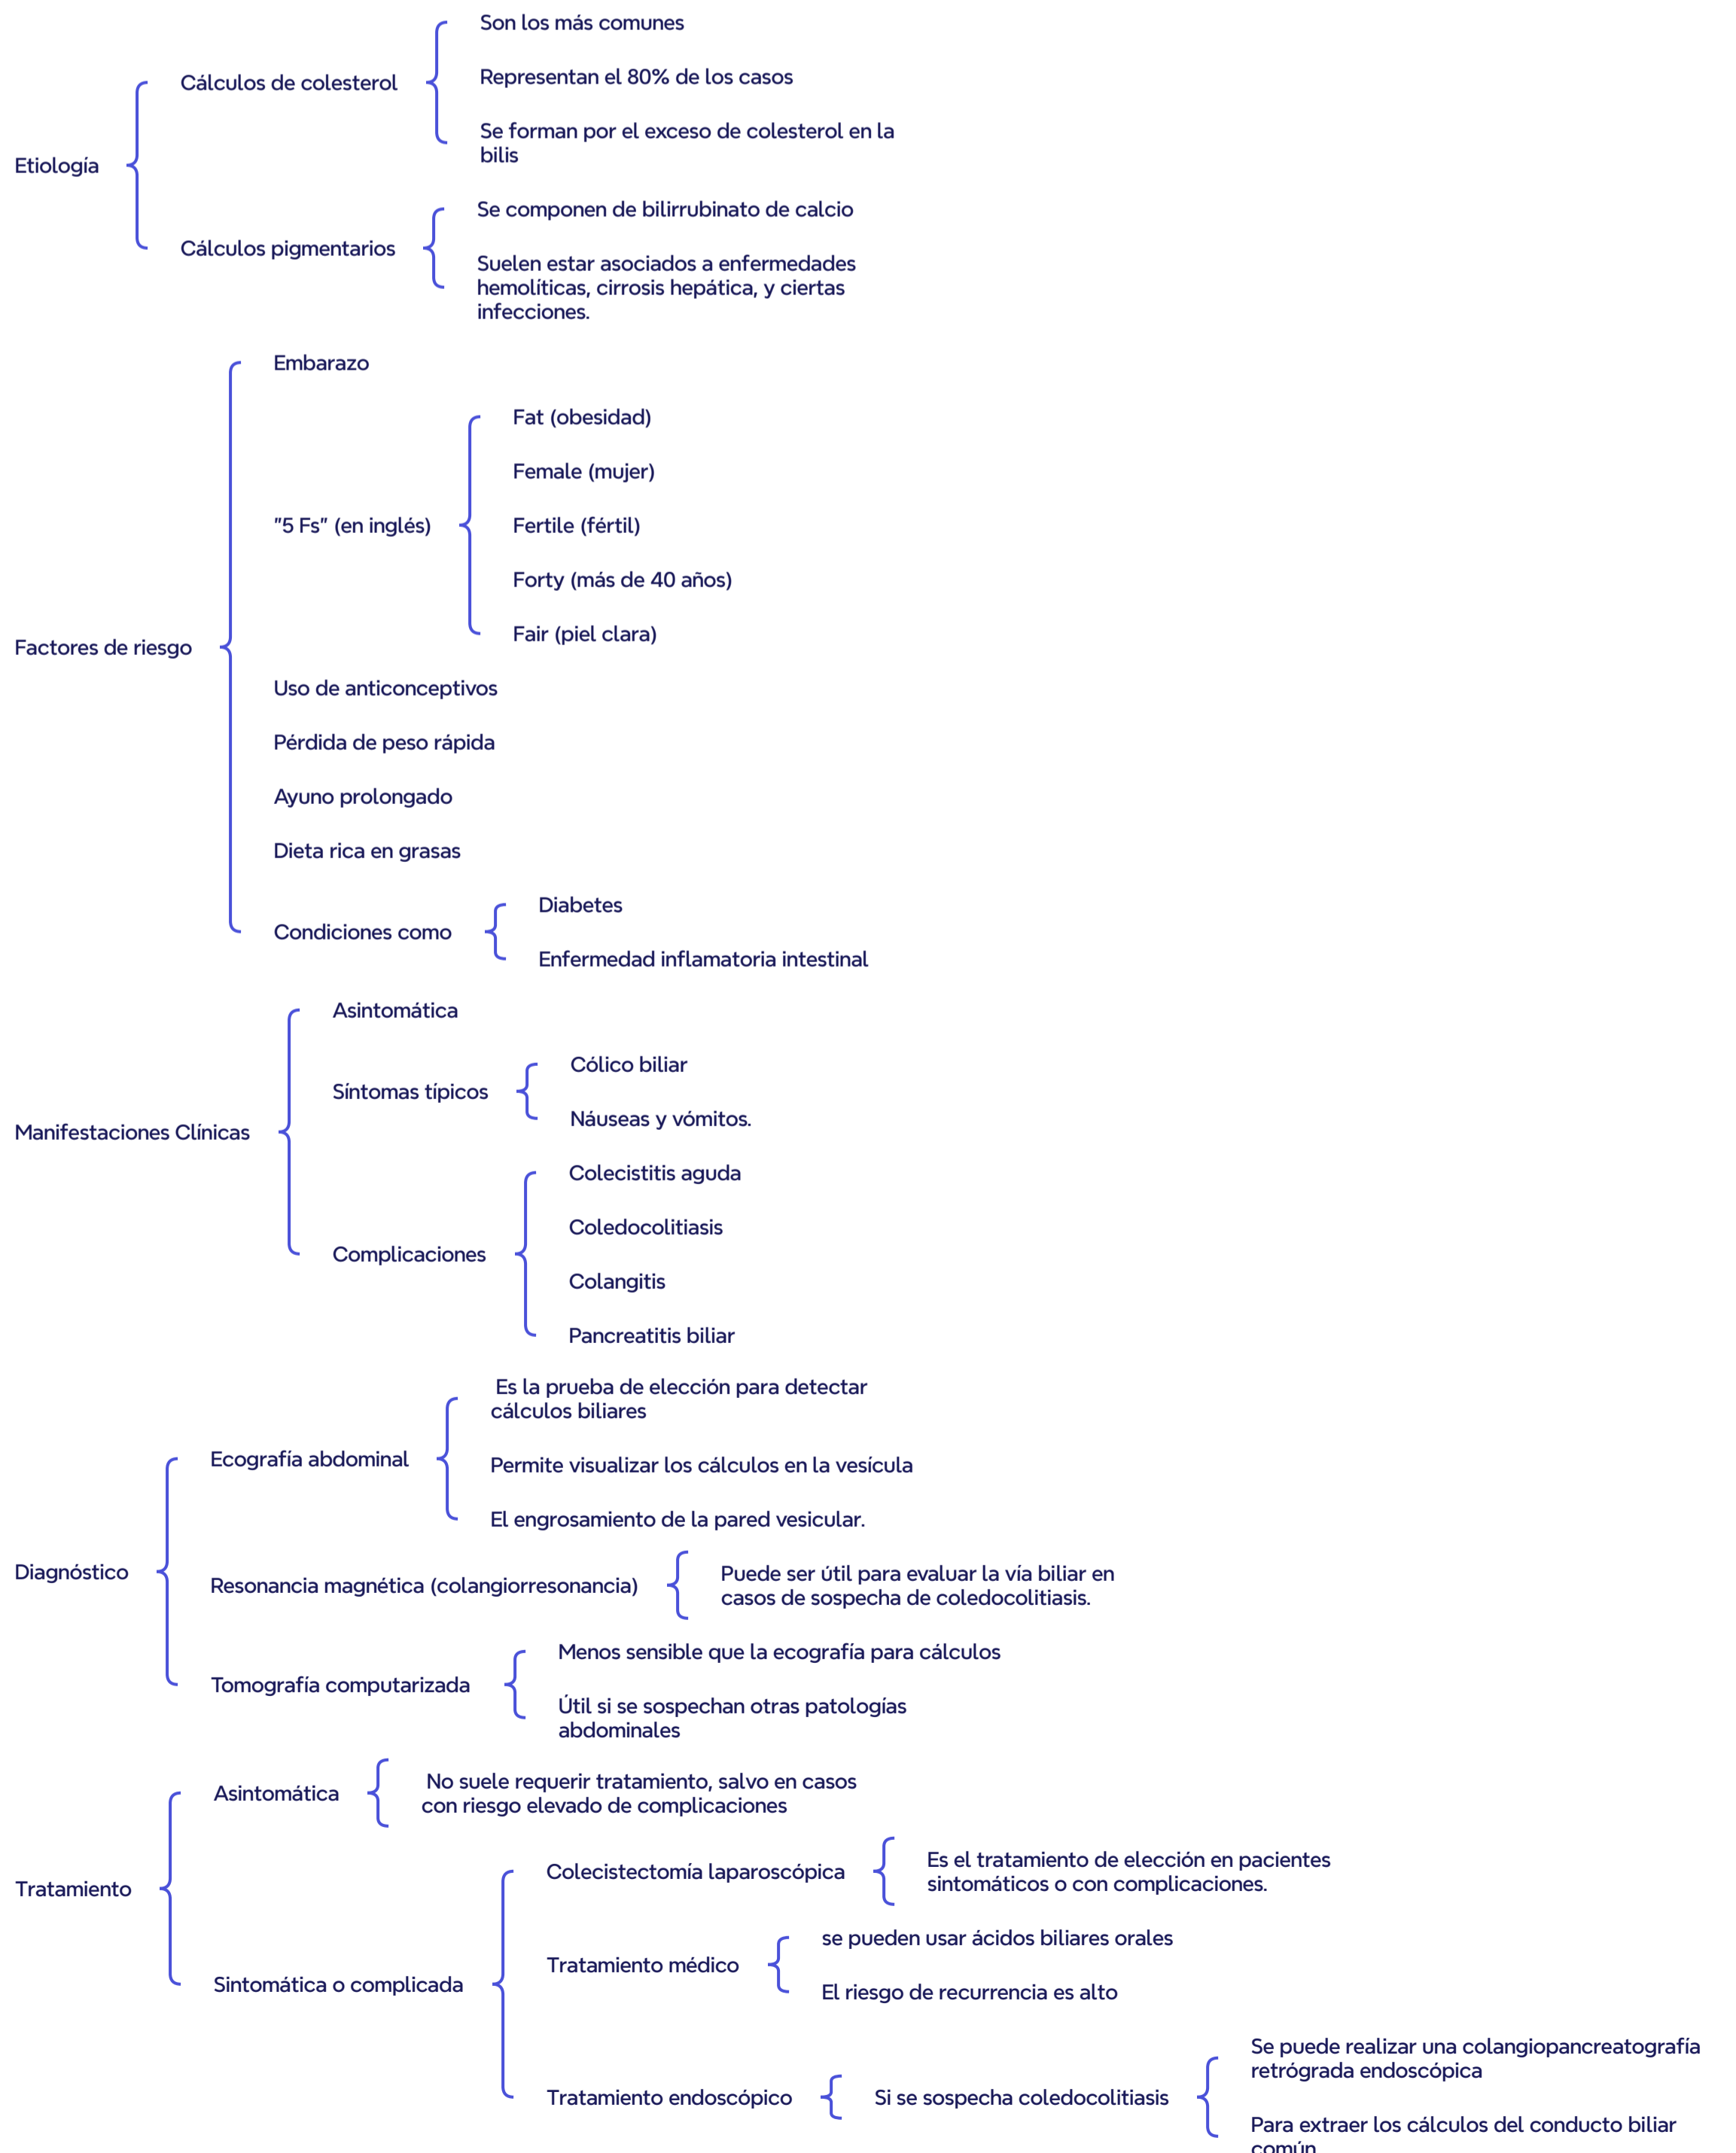 Etiología
Cálculos de colesterol
Son los más comunes
Representan el 80% de los casos
Se forman por el exceso de colesterol en la
bilis
Cálculos pigmentarios
Se componen de bilirrubinato de calcio
Suelen estar asociados a enfermedades
hemolíticas, cirrosis hepática, y ciertas
infecciones.
Factores de riesgo
Embarazo
"5 Fs" (en inglés)
Fat (obesidad)
Female (mujer)
Fertile (fértil)
Forty (más de 40 años)
Fair (piel clara)
Uso de anticonceptivos
Pérdida de peso rápida
Ayuno prolongado
Dieta rica en grasas
Condiciones como
Diabetes
Enfermedad inflamatoria intestinal
Manifestaciones Clínicas
Asintomática
Síntomas típicos
Cólico biliar
Náuseas y vómitos.
Complicaciones
Colecistitis aguda
Coledocolitiasis
Colangitis
Pancreatitis biliar
Diagnóstico
Ecografía abdominal
Es la prueba de elección para detectar
cálculos biliares
Permite visualizar los cálculos en la vesícula
El engrosamiento de la pared vesicular.
Resonancia magnética (colangiorresonancia)
Puede ser útil para evaluar la vía biliar en
casos de sospecha de coledocolitiasis.
Tomografía computarizada
Menos sensible que la ecografía para cálculos
Útil si se sospechan otras patologías
abdominales
Tratamiento
Asintomática
No suele requerir tratamiento, salvo en casos
con riesgo elevado de complicaciones
Sintomática o complicada
Colecistectomía laparoscópica
Es el tratamiento de elección en pacientes
sintomáticos o con complicaciones.
Tratamiento médico
se pueden usar ácidos biliares orales
El riesgo de recurrencia es alto
Tratamiento endoscópico
Si se sospecha coledocolitiasis
Se puede realizar una colangiopancreatografía
retrógrada endoscópica
Para extraer los cálculos del conducto biliar
común